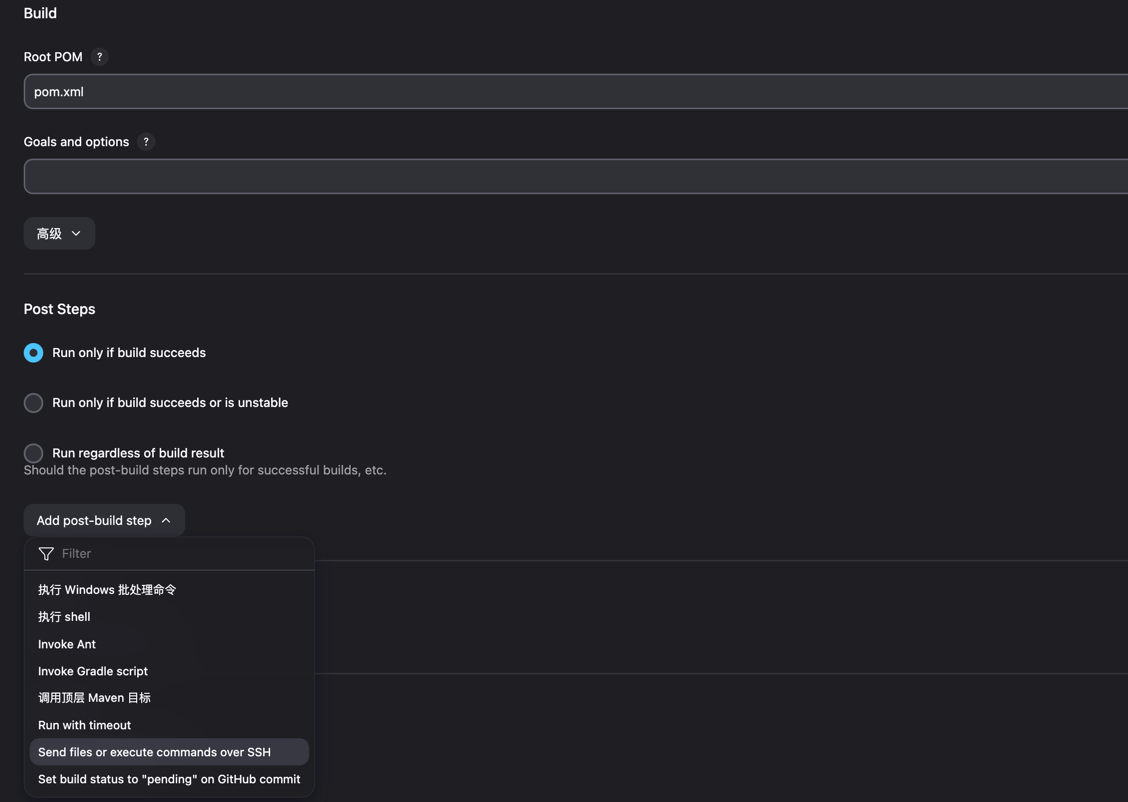 Build
Root POM ?
pom.xml
Goals and options ?
高级
Post Steps
Run only if build succeeds
Run only if build succeeds or is unstable
Run regardless of build result
Should the post-build steps run only for successful builds, etc.
Add post-build step
Filter
执行 Windows 批处理命令
执行 shell
Invoke Ant
Invoke Gradle script
调用顶层 Maven 目标
Run with timeout
Send files or execute commands over SSH
Set build status to "pending" on GitHub commit